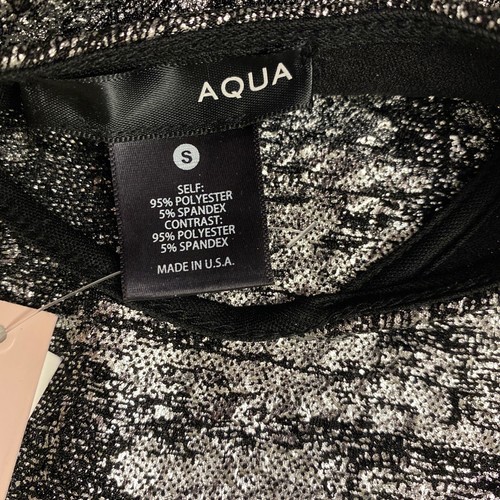 AQUA
S
SELF:
95% POLYESTER
5% SPANDEX
CONTRAST:
95% POLYESTER
5% SPANDEX
MADE IN U.S.A.